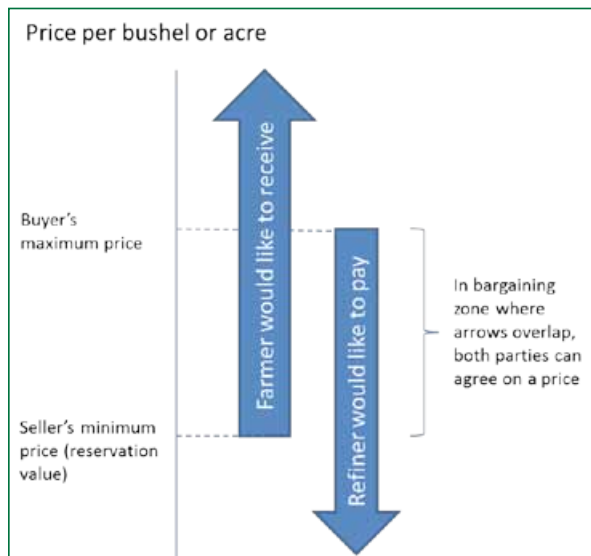 Price per bushel or acre
Farmer would like to receive
Buyer's
maximum price
Refiner would like to pay
In bargaining
zone where
arrows overlap,
both parties can
agree on a price
Seller's minimum
price (reservation
value)